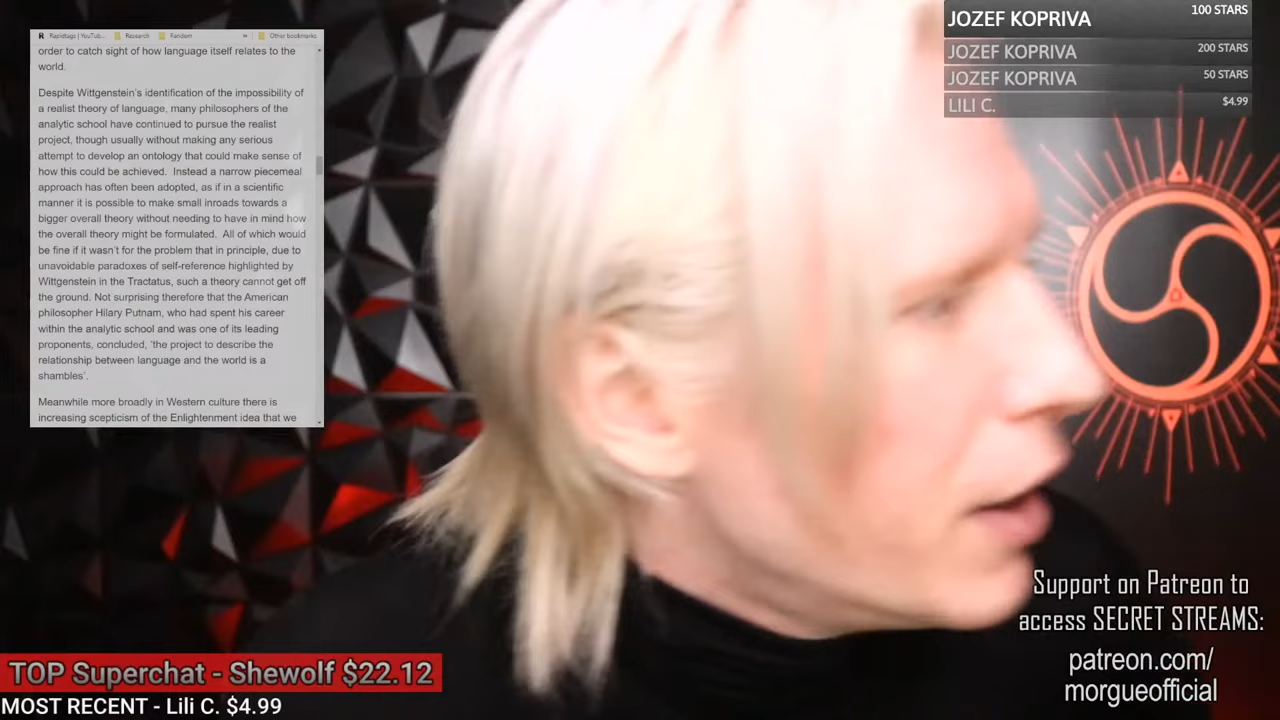 Rapidtags | YouTub... Research Fandom » Other bookmarks
order to catch sight of how language itself relates to the
world.
Despite Wittgenstein's identification of the impossibility of
a realist theory of language, many philosophers of the
analytic school have continued to pursue the realist
project, though usually without making any serious
attempt to develop an ontology that could make sense of
how this could be achieved. Instead a narrow piecemeal
approach has often been adopted, as if in a scientific
manner it is possible to make small inroads towards a
bigger overall theory without needing to have in mind how
the overall theory might be formulated. All of which would
be fine if it wasn't for the problem that in principle, due to
unavoidable paradoxes of self-reference highlighted by
Wittgenstein in the Tractatus, such a theory cannot get off
the ground. Not surprising therefore that the American
philosopher Hilary Putnam, who had spent his career
within the analytic school and was one of its leading
proponents, concluded, 'the project to describe the
relationship between language and the world is a
shambles'.
Meanwhile more broadly in Western culture there is
increasing scepticism of the Enlightenment idea that we
JOZEF KOPRIVA 100 STARS
JOZEF KOPRIVA 200 STARS
JOZEF KOPRIVA 50 STARS
LILI C. $4.99
Support on Patreon to
access SECRET STREAMS:
patreon.com/
morgueofficial
TOP Superchat - Shewolf $22.12
MOST RECENT - Lili C. $4.99